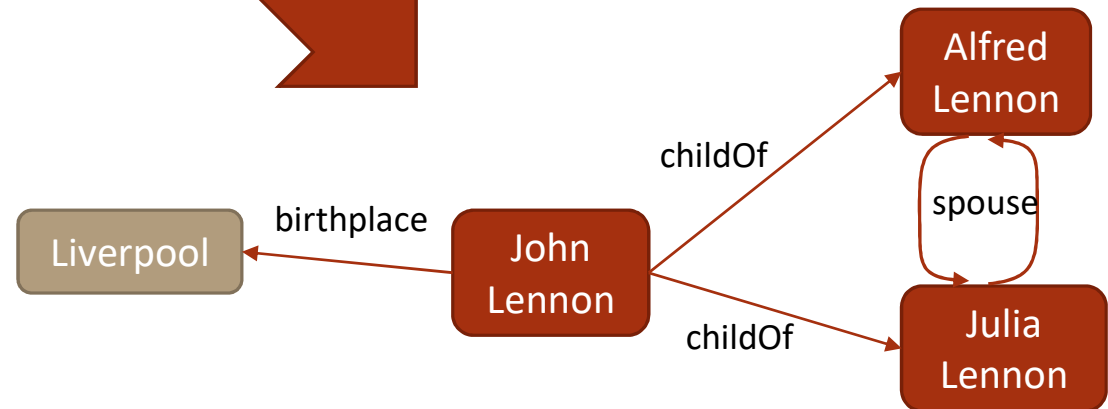 Alfred
Lennon
childOf
spouse
birthplace
Liverpool
John
Lennon
childOf
Julia
Lennon